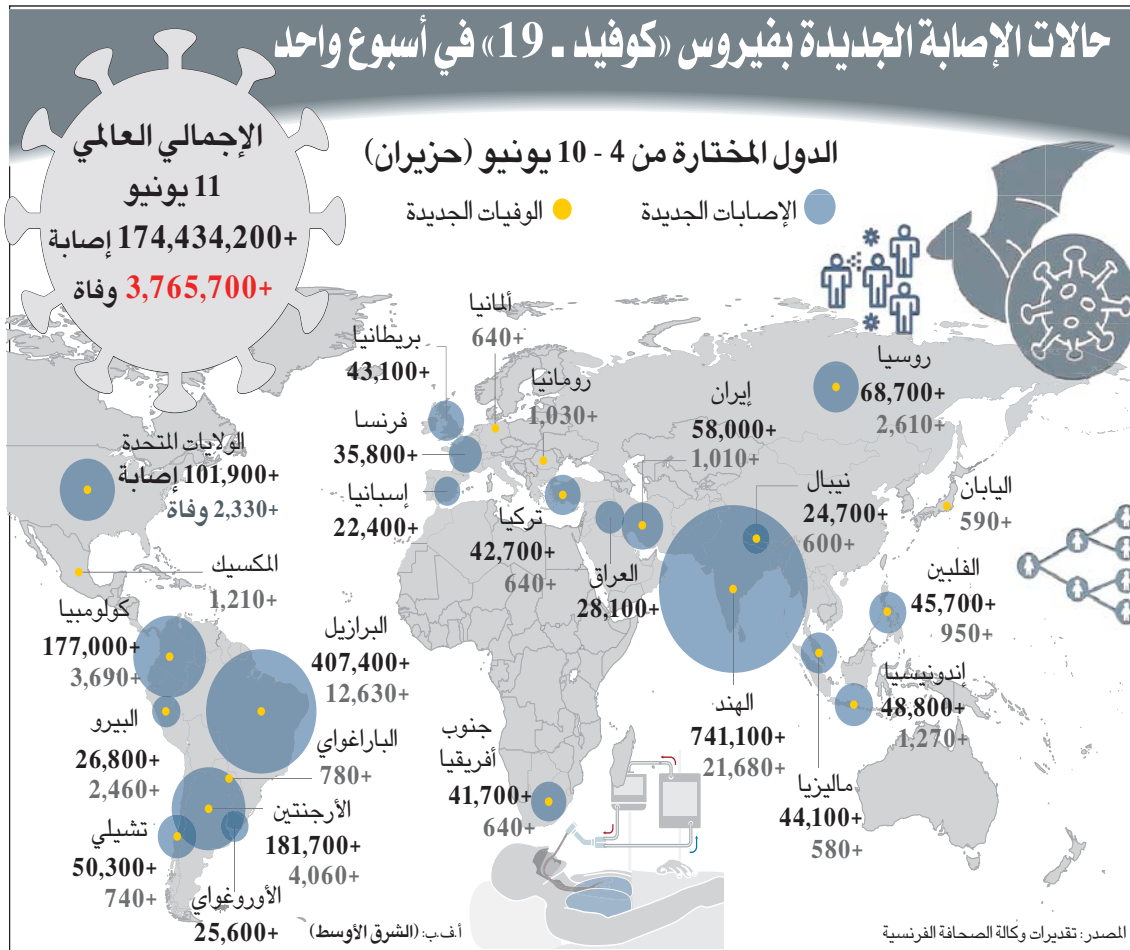 حالات الإصابة الجديدة بفيروس «كوفيد ـ 19» في أسبوع واحد
الإجمالي العالمي
11 يونيو
174,434,200+ إصابة
3,765,700+ وفاة
الدول المختارة من 4 - 10 يونيو (حزيران)
الإصابات الجديدة
الوفيات الجديدة
ألمانيا
640+
بريطانيا
43,100+
رومانيا
1,030+
فرنسا
35,800+
إسبانيا
22,400+
إيران
58,000+
1,010+
روسيا
68,700+
2,610+
نيبال
24,700+
600+
اليابان
590+
تركيا
42,700+
640+
العراق
28,100+
الفلبين
45,700+
950+
إندونيسيا
48,800+
1,270+
ماليزيا
44,100+
580+
الهند
741,100+
21,680+
جنوب
أفريقيا
41,700+
640+
الولايات المتحدة
101,900+ إصابة
2,330+ وفاة
المكسيك
1,210+
كولومبيا
177,000+
3,690+
البرازيل
407,400+
12,630+
البيرو
26,800+
2,460+
الباراغواي
780+
الأرجنتين
181,700+
4,060+
تشيلي
50,300+
740+
الأوروغواي
25,600+
أ.ف.ب: (الشرق الأوسط)
المصدر: تقديرات وكالة الصحافة الفرنسية